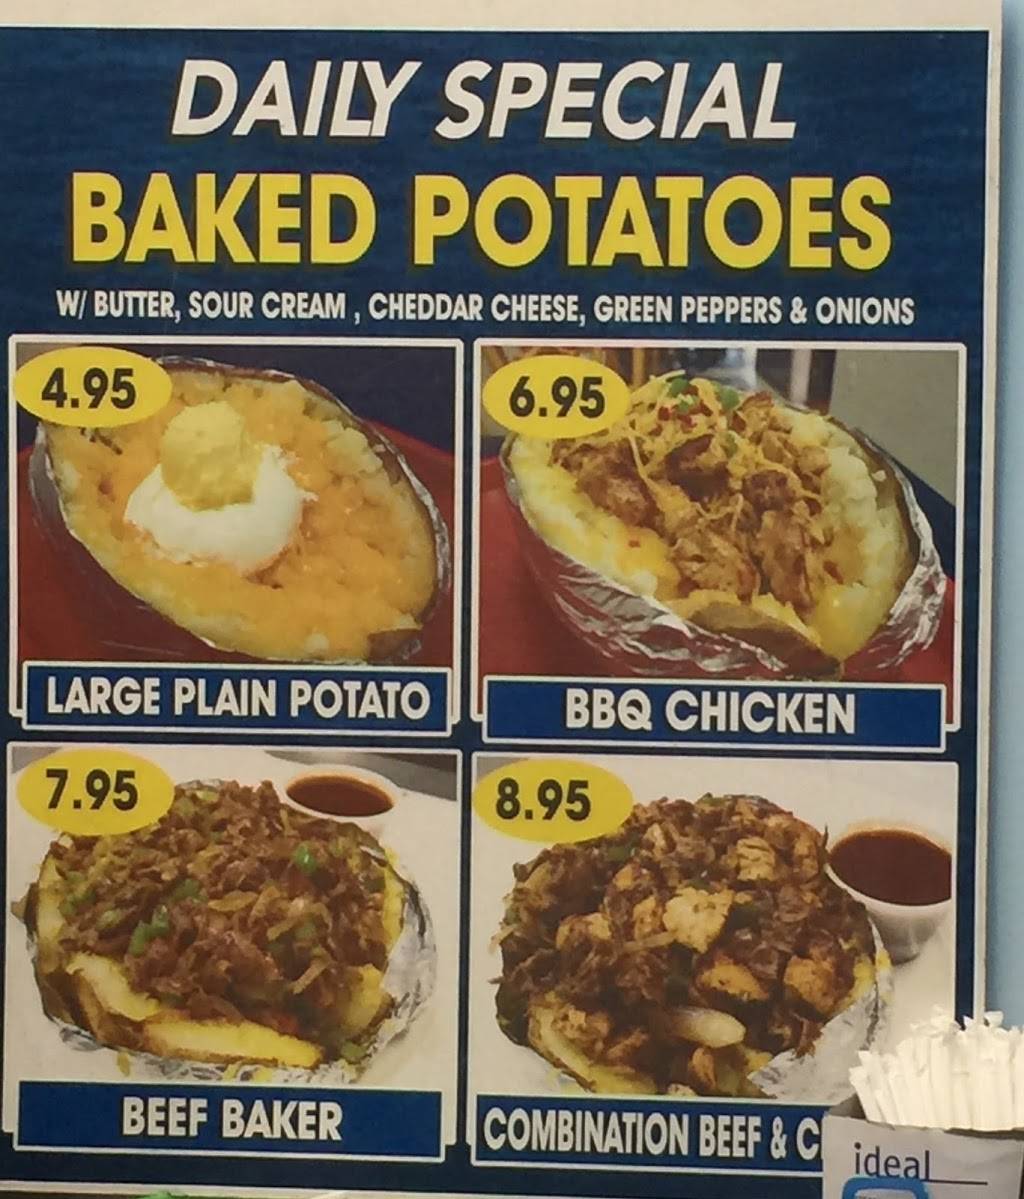 DAILY SPECIAL
BAKED POTATOES
W/ BUTTER, SOUR CREAM , CHEDDAR CHEESE, GREEN PEPPERS & ONIONS
4.95
6.95
LARGE PLAIN POTATO
BBQ CHICKEN
7.95
8.95
BEEF BAKER
COMBINATION BEEF &
ideal